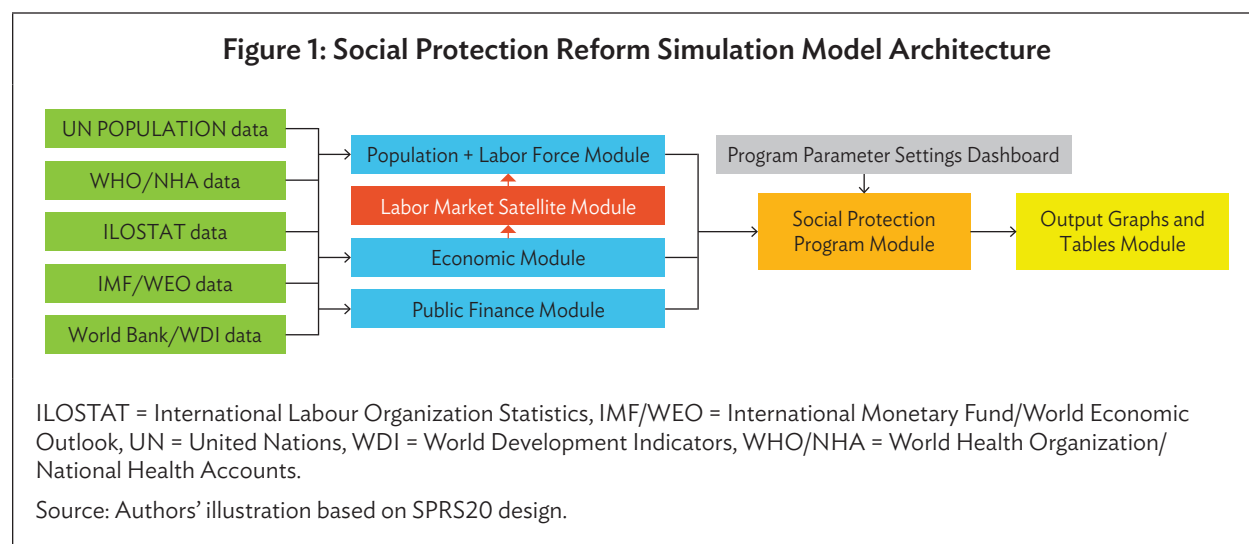 Figure 1: Social Protection Reform Simulation Model Architecture
UN POPULATION data
WHO/NHA data
ILOSTAT data
IMF/WEO data
World Bank/WDI data
Population + Labor Force Module
Labor Market Satellite Module
Economic Module
Public Finance Module
Program Parameter Settings Dashboard
Social Protection
Program Module
Output Graphs and
Tables Module
ILOSTAT = International Labour Organization Statistics, IMF/WEO = International Monetary Fund/World Economic
Outlook, UN = United Nations, WDI = World Development Indicators, WHO/NHA = World Health Organization/
National Health Accounts.
Source: Authors’ illustration based on SPRS20 design.